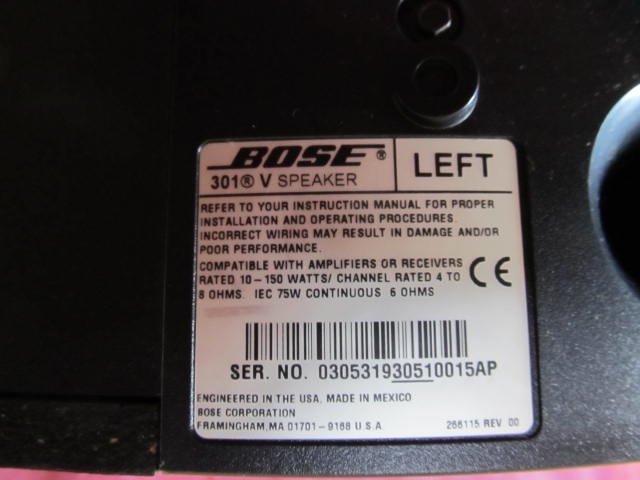 BOSE ®
301® V SPEAKER
LEFT
REFER TO YOUR INSTRUCTION MANUAL FOR PROPER
INSTALLATION AND OPERATING PROCEDURES.
INCORRECT WIRING MAY RESULT IN DAMAGE AND/OR
POOR PERFORMANCE.
COMPATIBLE WITH AMPLIFIERS OR RECEIVERS
RATED 10-150 WATTS/ CHANNEL RATED 4 TO
8 OHMS. IEC 75W CONTINUOUS 6 OHMS
CE
SER. NO. 030531930510015AP
ENGINEERED IN THE USA, MADE IN MEXICO
BOSE CORPORATION
FRAMINGHAM,MA 01701-9168 U.S.A.
266115 REV 00